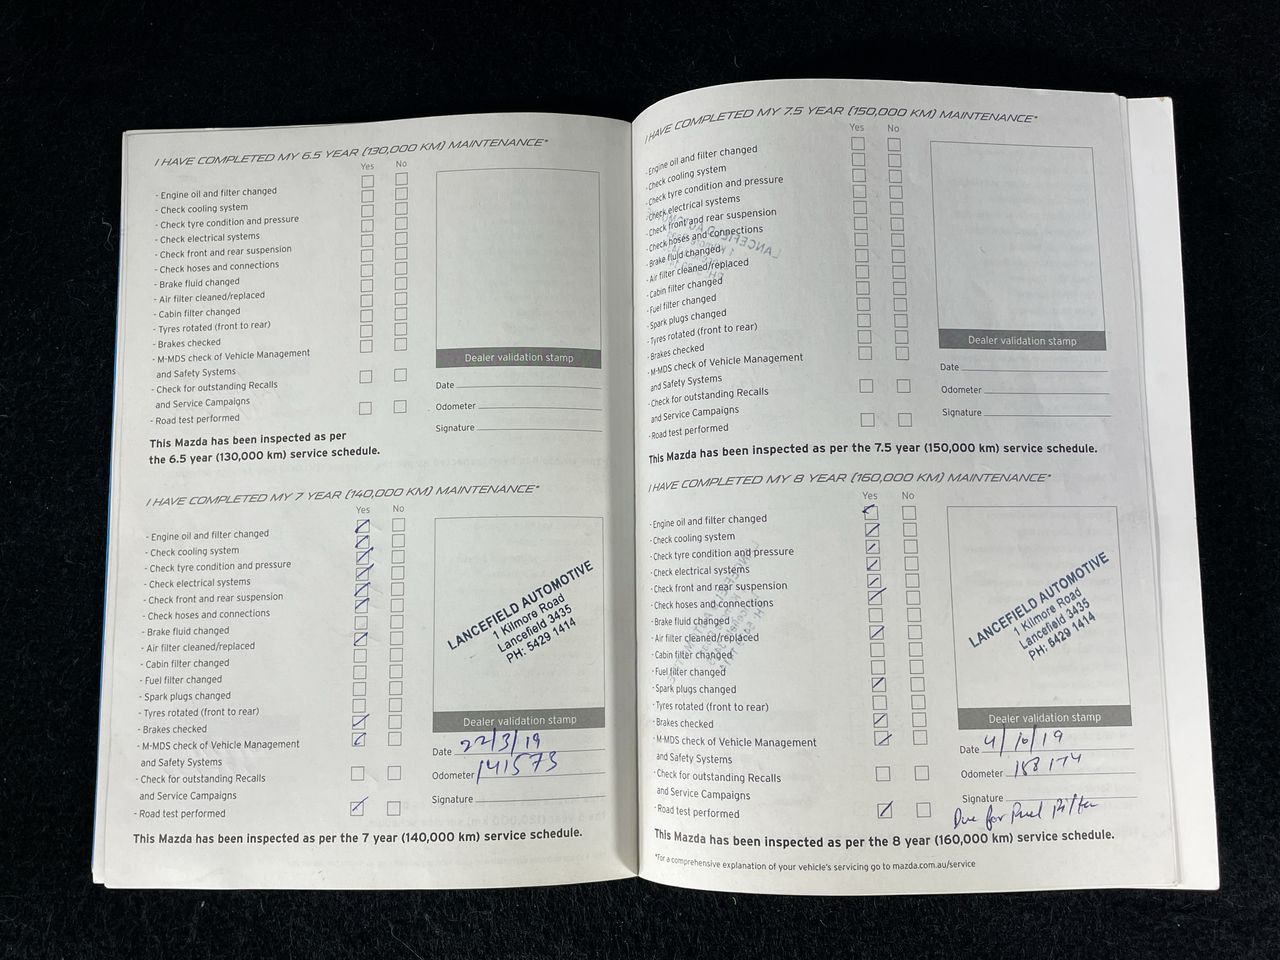 I HAVE COMPLETED MY 6.5 YEAR (130,000 KM) MAINTENANCE*
Yes No
- Engine oil and filter changed
- Check cooling system
- Check tyre condition and pressure
- Check electrical systems
- Check front and rear suspension
- Check hoses and connections
- Brake fluid changed
- Air filter cleaned/replaced
- Cabin filter changed
- Tyres rotated (front to rear)
- Brakes checked
- M-MDS check of Vehicle Management
and Safety Systems
- Check for outstanding Recalls
and Service Campaigns
- Road test performed
Dealer validation stamp
Date
Odometer
Signature
This Mazda has been inspected as per
the 6.5 year (130,000 km) service schedule.
I HAVE COMPLETED MY 7 YEAR (140,000 KM) MAINTENANCE*
Yes No
- Engine oil and filter changed
- Check cooling system
- Check tyre condition and pressure
- Check electrical systems
- Check front and rear suspension
- Check hoses and connections
- Brake fluid changed
- Air filter cleaned/replaced
- Cabin filter changed
- Fuel filter changed
- Spark plugs changed
- Tyres rotated (front to rear)
- Brakes checked
- M-MDS check of Vehicle Management
and Safety Systems
- Check for outstanding Recalls
and Service Campaigns
- Road test performed
LANCEFIELD AUTOMOTIVE
1 Kilmore Road
Lancefield 3435
PH: 5429 1414
Dealer validation stamp
Date 22/3/19
Odometer 141573
Signature
This Mazda has been inspected as per the 7 year (140,000 km) service schedule.
I HAVE COMPLETED MY 7.5 YEAR (150,000 KM) MAINTENANCE*
Yes No
- Engine oil and filter changed
- Check cooling system
- Check tyre condition and pressure
- Check electrical systems
- Check front and rear suspension
- Check hoses and connections
- Brake fluid changed
- Air filter cleaned/replaced
- Cabin filter changed
- Fuel filter changed
- Spark plugs changed
- Tyres rotated (front to rear)
- Brakes checked
- M-MDS check of Vehicle Management
and Safety Systems
- Check for outstanding Recalls
and Service Campaigns
- Road test performed
Dealer validation stamp
Date
Odometer
Signature
This Mazda has been inspected as per the 7.5 year (150,000 km) service schedule.
I HAVE COMPLETED MY 8 YEAR (160,000 KM) MAINTENANCE*
Yes No
- Engine oil and filter changed
- Check cooling system
- Check tyre condition and pressure
- Check electrical systems
- Check front and rear suspension
- Check hoses and connections
- Brake fluid changed
- Air filter cleaned/replaced
- Cabin filter changed
- Fuel filter changed
- Spark plugs changed
- Tyres rotated (front to rear)
- Brakes checked
- M-MDS check of Vehicle Management
and Safety Systems
- Check for outstanding Recalls
and Service Campaigns
- Road test performed
LANCEFIELD AUTOMOTIVE
1 Kilmore Road
Lancefield 3435
PH: 5429 1414
Dealer validation stamp
Date 4/10/19
Odometer
Signature
Due for Fuel Filter
This Mazda has been inspected as per the 8 year (160,000 km) service schedule.
*For a comprehensive explanation of your vehicle's servicing go to mazda.com.au/service